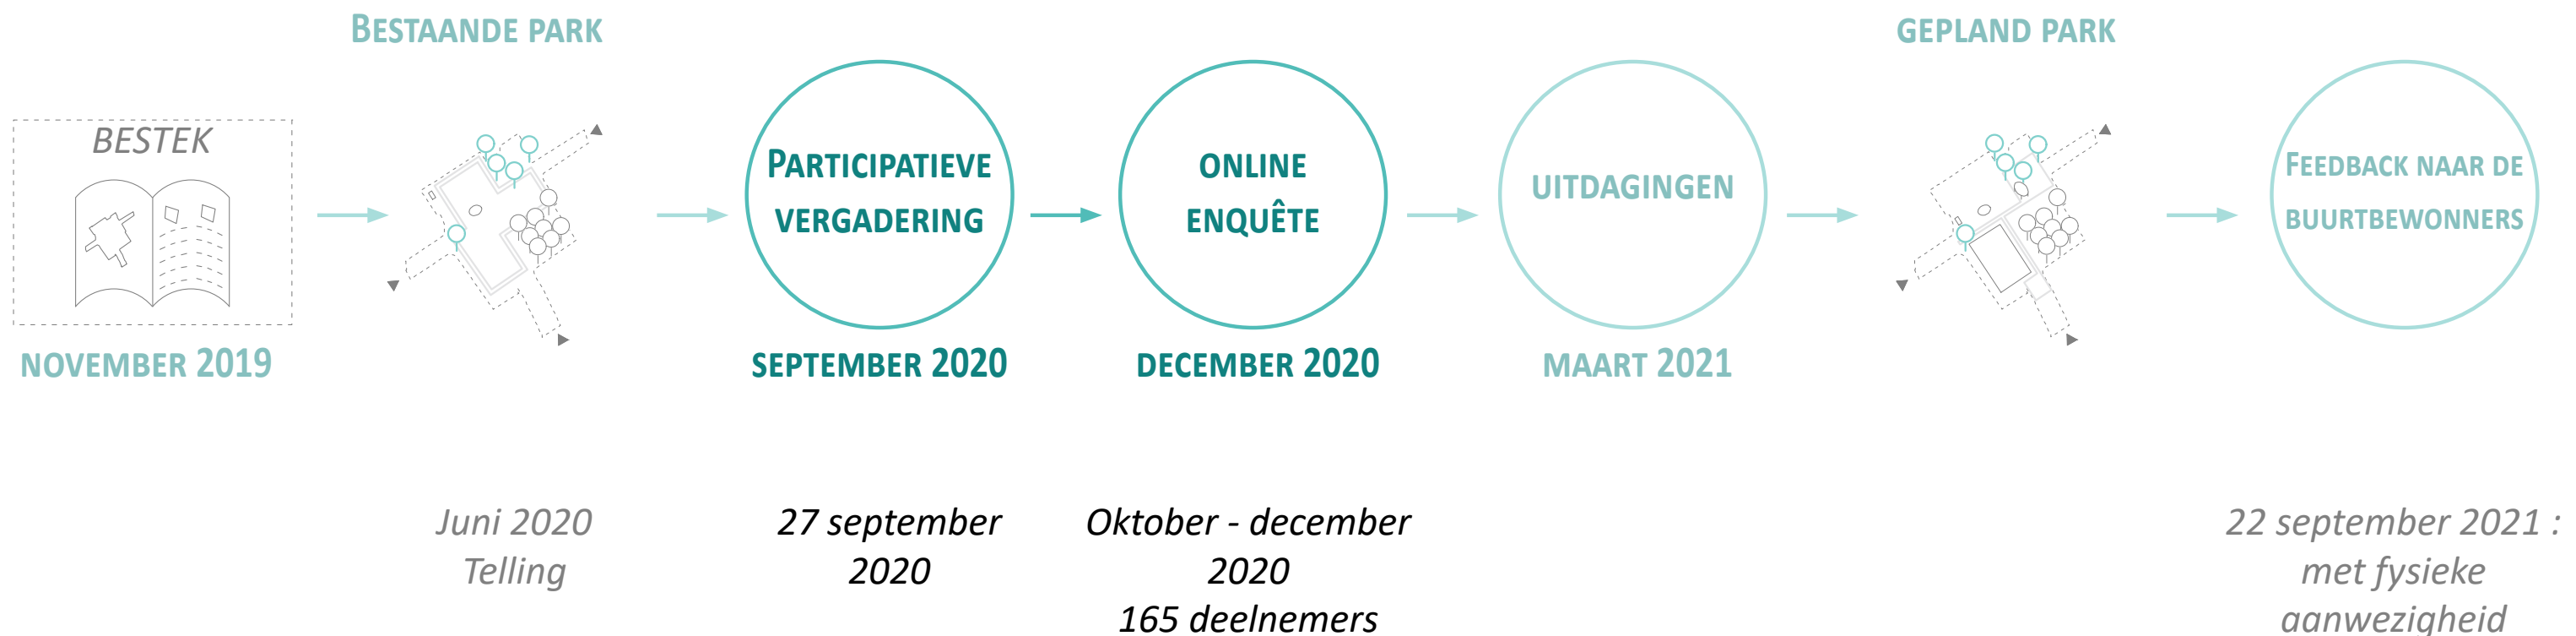 BESTAANDE PARK
GEPLAND PARK
BESTEK
NOVEMBER 2019
PARTICIPATIEVE
VERGADERING
SEPTEMBER 2020
ONLINE
ENQUÊTE
DECEMBER 2020
UITDAGINGEN
MAART 2021
FEEDBACK NAAR DE
BUURTBEWONNERS
Juni 2020
Telling
27 september
2020
Oktober - december
2020
165 deelnemers
22 september 2021 :
met fysieke
aanwezigheid